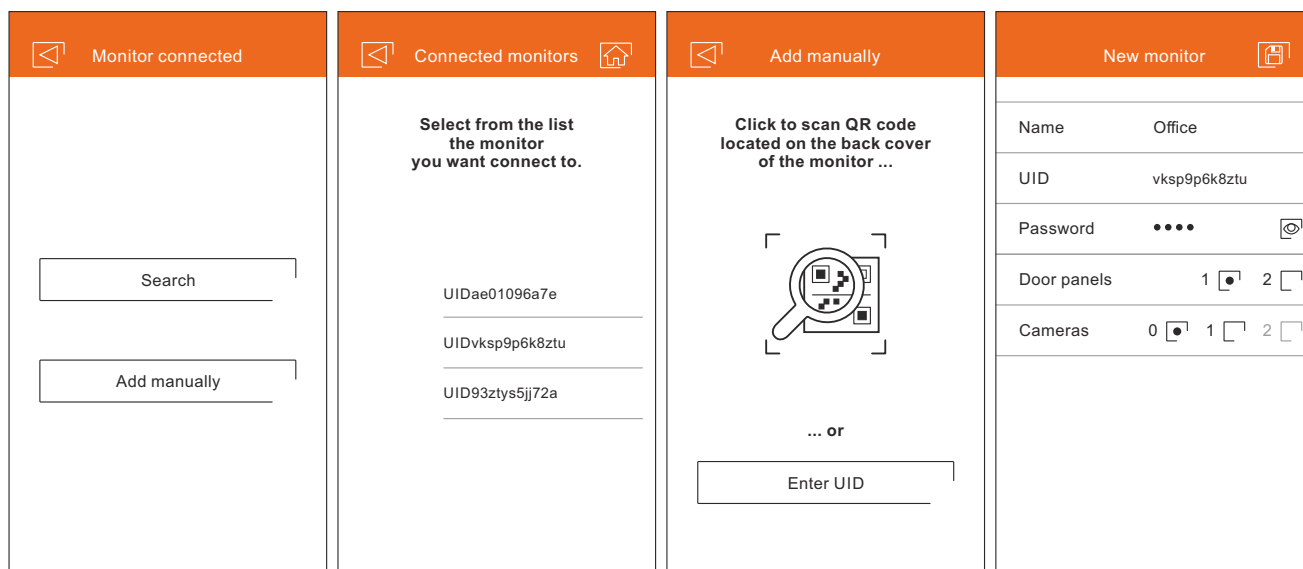 Monitor connected
Search
Add manually
Connected monitors
Select from the list
the monitor
you want connect to.
UIDae01096a7e
UIDvksp9p6k8ztu
UID93ztys5jj72a
Add manually
Click to scan QR code
located on the back cover
of the monitor ...
... or
Enter UID
New monitor
Name Office
UID vksp9p6k8ztu
Password ••••
Door panels 1 2
Cameras 0 1 2